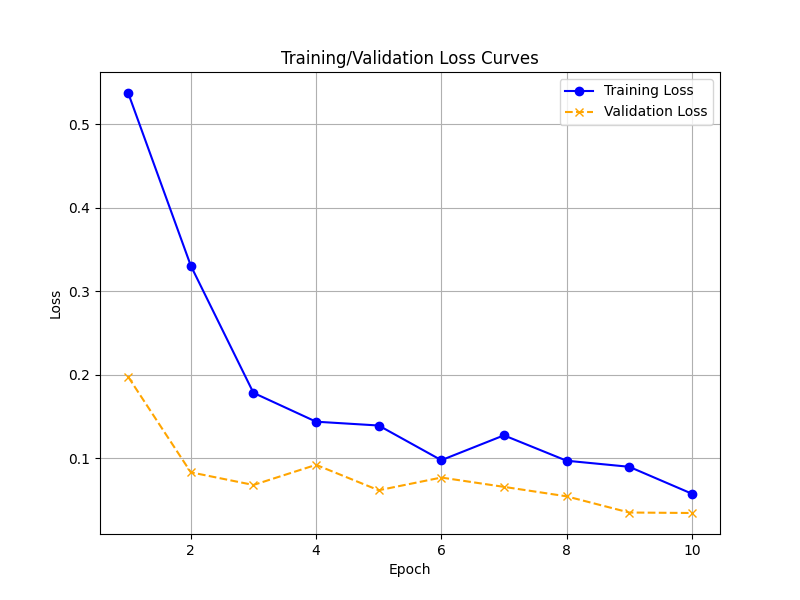 Training/Validation Loss Curves
Training Loss
Validation Loss
0.5
0.4
0.3
0.2
0.1
Loss
2 4 6 8 10
Epoch